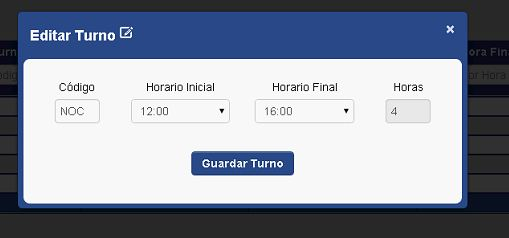 Editar Turno
×
Código Horario Inicial Horario Final Horas
NOC 12:00 16:00 4
Guardar Turno